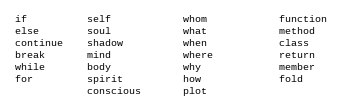 if self whom function
else soul what method
continue shadow when class
break mind where return
while body why member
for spirit how fold
conscious plot